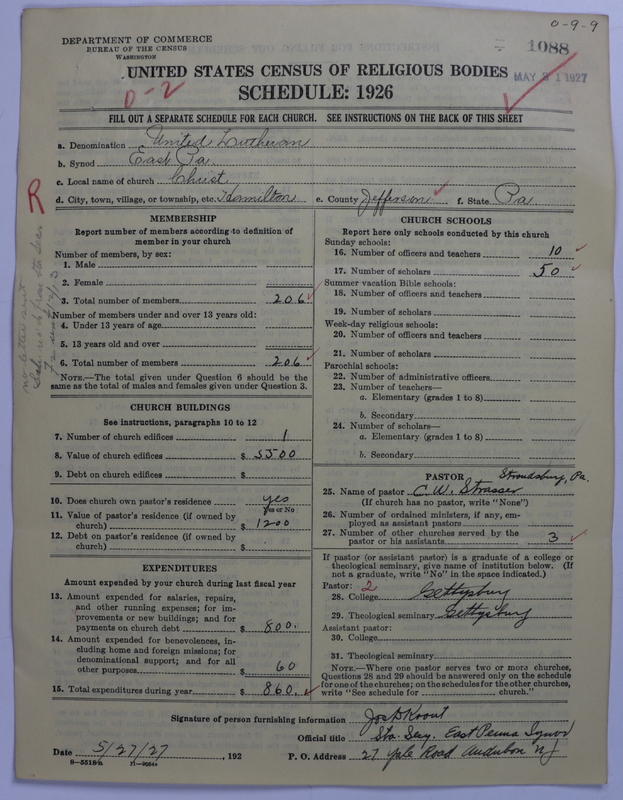 0-9-9
DEPARTMENT OF COMMERCE
BUREAU OF THE CENSUS
WASHINGTON
1088
UNITED STATES CENSUS OF RELIGIOUS BODIES
MAY 31 1927
SCHEDULE: 1926
0-2
FILL OUT A SEPARATE SCHEDULE FOR EACH CHURCH. SEE INSTRUCTIONS ON THE BACK OF THIS SHEET
a. Denomination United Lutheran
b. Synod East Pa.
c. Local name of church Christ
d. City, town, village, or township, etc. Hamilton e. County Jefferson f. State Pa.
R
MEMBERSHIP
Report number of members according to definition of
member in your church
Number of members, by sex:
1. Male
2. Female
3. Total number of members 206
Number of members under and over 13 years old:
4. Under 13 years of age
5. 13 years old and over
6. Total number of members 206
NOTE.—The total given under Question 6 should be the
same as the total of males and females given under Question 3.
no letter sent
CHURCH BUILDINGS
See instructions, paragraphs 10 to 12
7. Number of church edifices 1
8. Value of church edifices $ 5500
9. Debt on church edifices $
10. Does church own pastor's residence yes
Yes or No
11. Value of pastor's residence (if owned by
church) $ 1200
12. Debt on pastor's residence (if owned by
church) $
EXPENDITURES
Amount expended by your church during last fiscal year
13. Amount expended for salaries, repairs,
and other running expenses; for im-
provements or new buildings; and for
payments on church debt $ 800.
14. Amount expended for benevolences, in-
cluding home and foreign missions; for
denominational support; and for all
other purposes $ 60
15. Total expenditures during year $ 860.
CHURCH SCHOOLS
Report here only schools conducted by this church
Sunday schools:
16. Number of officers and teachers 10
17. Number of scholars 50
Summer vacation Bible schools:
18. Number of officers and teachers
19. Number of scholars
Week-day religious schools:
20. Number of officers and teachers
21. Number of scholars
Parochial schools:
22. Number of administrative officers
23. Number of teachers—
a. Elementary (grades 1 to 8)
b. Secondary
24. Number of scholars—
a. Elementary (grades 1 to 8)
b. Secondary
PASTOR Stroudsburg, Pa.
25. Name of pastor C. W. Strasser
(If church has no pastor, write "None")
26. Number of ordained ministers, if any, em-
ployed as assistant pastors
27. Number of other churches served by the
pastor or his assistants 3
If pastor (or assistant pastor) is a graduate of a college or
theological seminary, give name of institution below. (If
not a graduate, write "No" in the space indicated.)
Pastor: 2
28. College Gettysburg
29. Theological seminary Gettysburg
Assistant pastor:
30. College
31. Theological seminary
NOTE.—Where one pastor serves two or more churches,
Questions 28 and 29 should be answered only on the schedule
for one of the churches; on the schedules for the other churches,
write "See schedule for church."
Signature of person furnishing information Jos D Krout
Official title Sta. Secy. East Penna Synod
Date 5/27/27, 192 P. O. Address 27 Yale Road Audubon NJ
8-5518a 11-9664